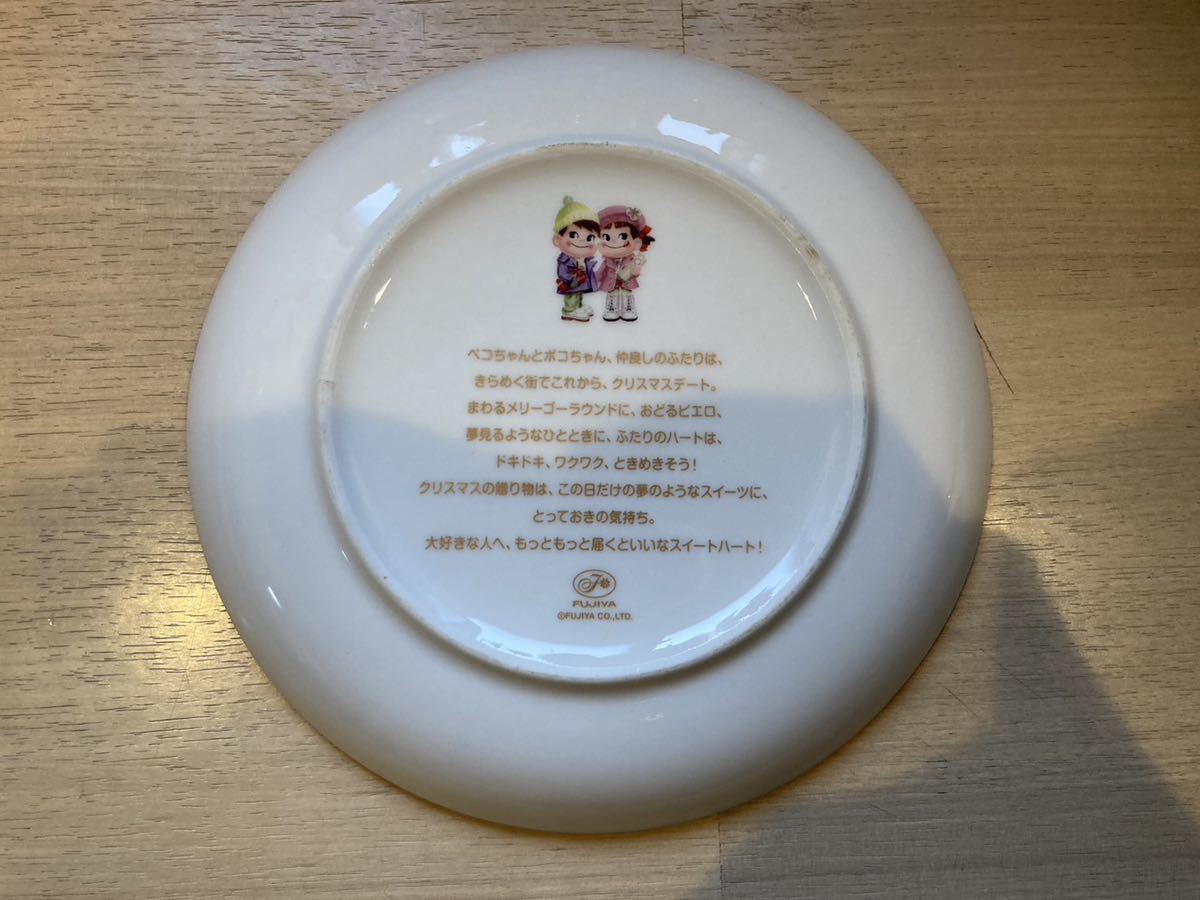 ペコちゃんとポコちゃん、仲良しのふたりは、
きらめく街でこれから、クリスマスデート。
まわるメリーゴーラウンドに、おどるピエロ、
夢見るようなひとときに、ふたりのハートは、
ドキドキ、ワクワク、ときめきそう！
クリスマスの贈り物は、この日だけの夢のようなスイーツに、
とっておきの気持ち。
大好きな人へ、もっともっと届くといいなスイートハート！
F
FUJIYA
©FUJIYA CO.,LTD.